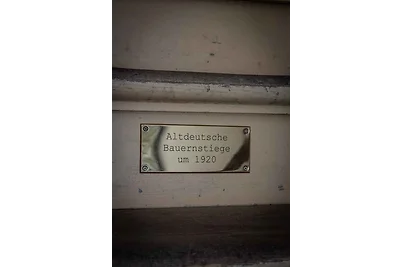 Altdeutsche
Bauernstiege
um 1920